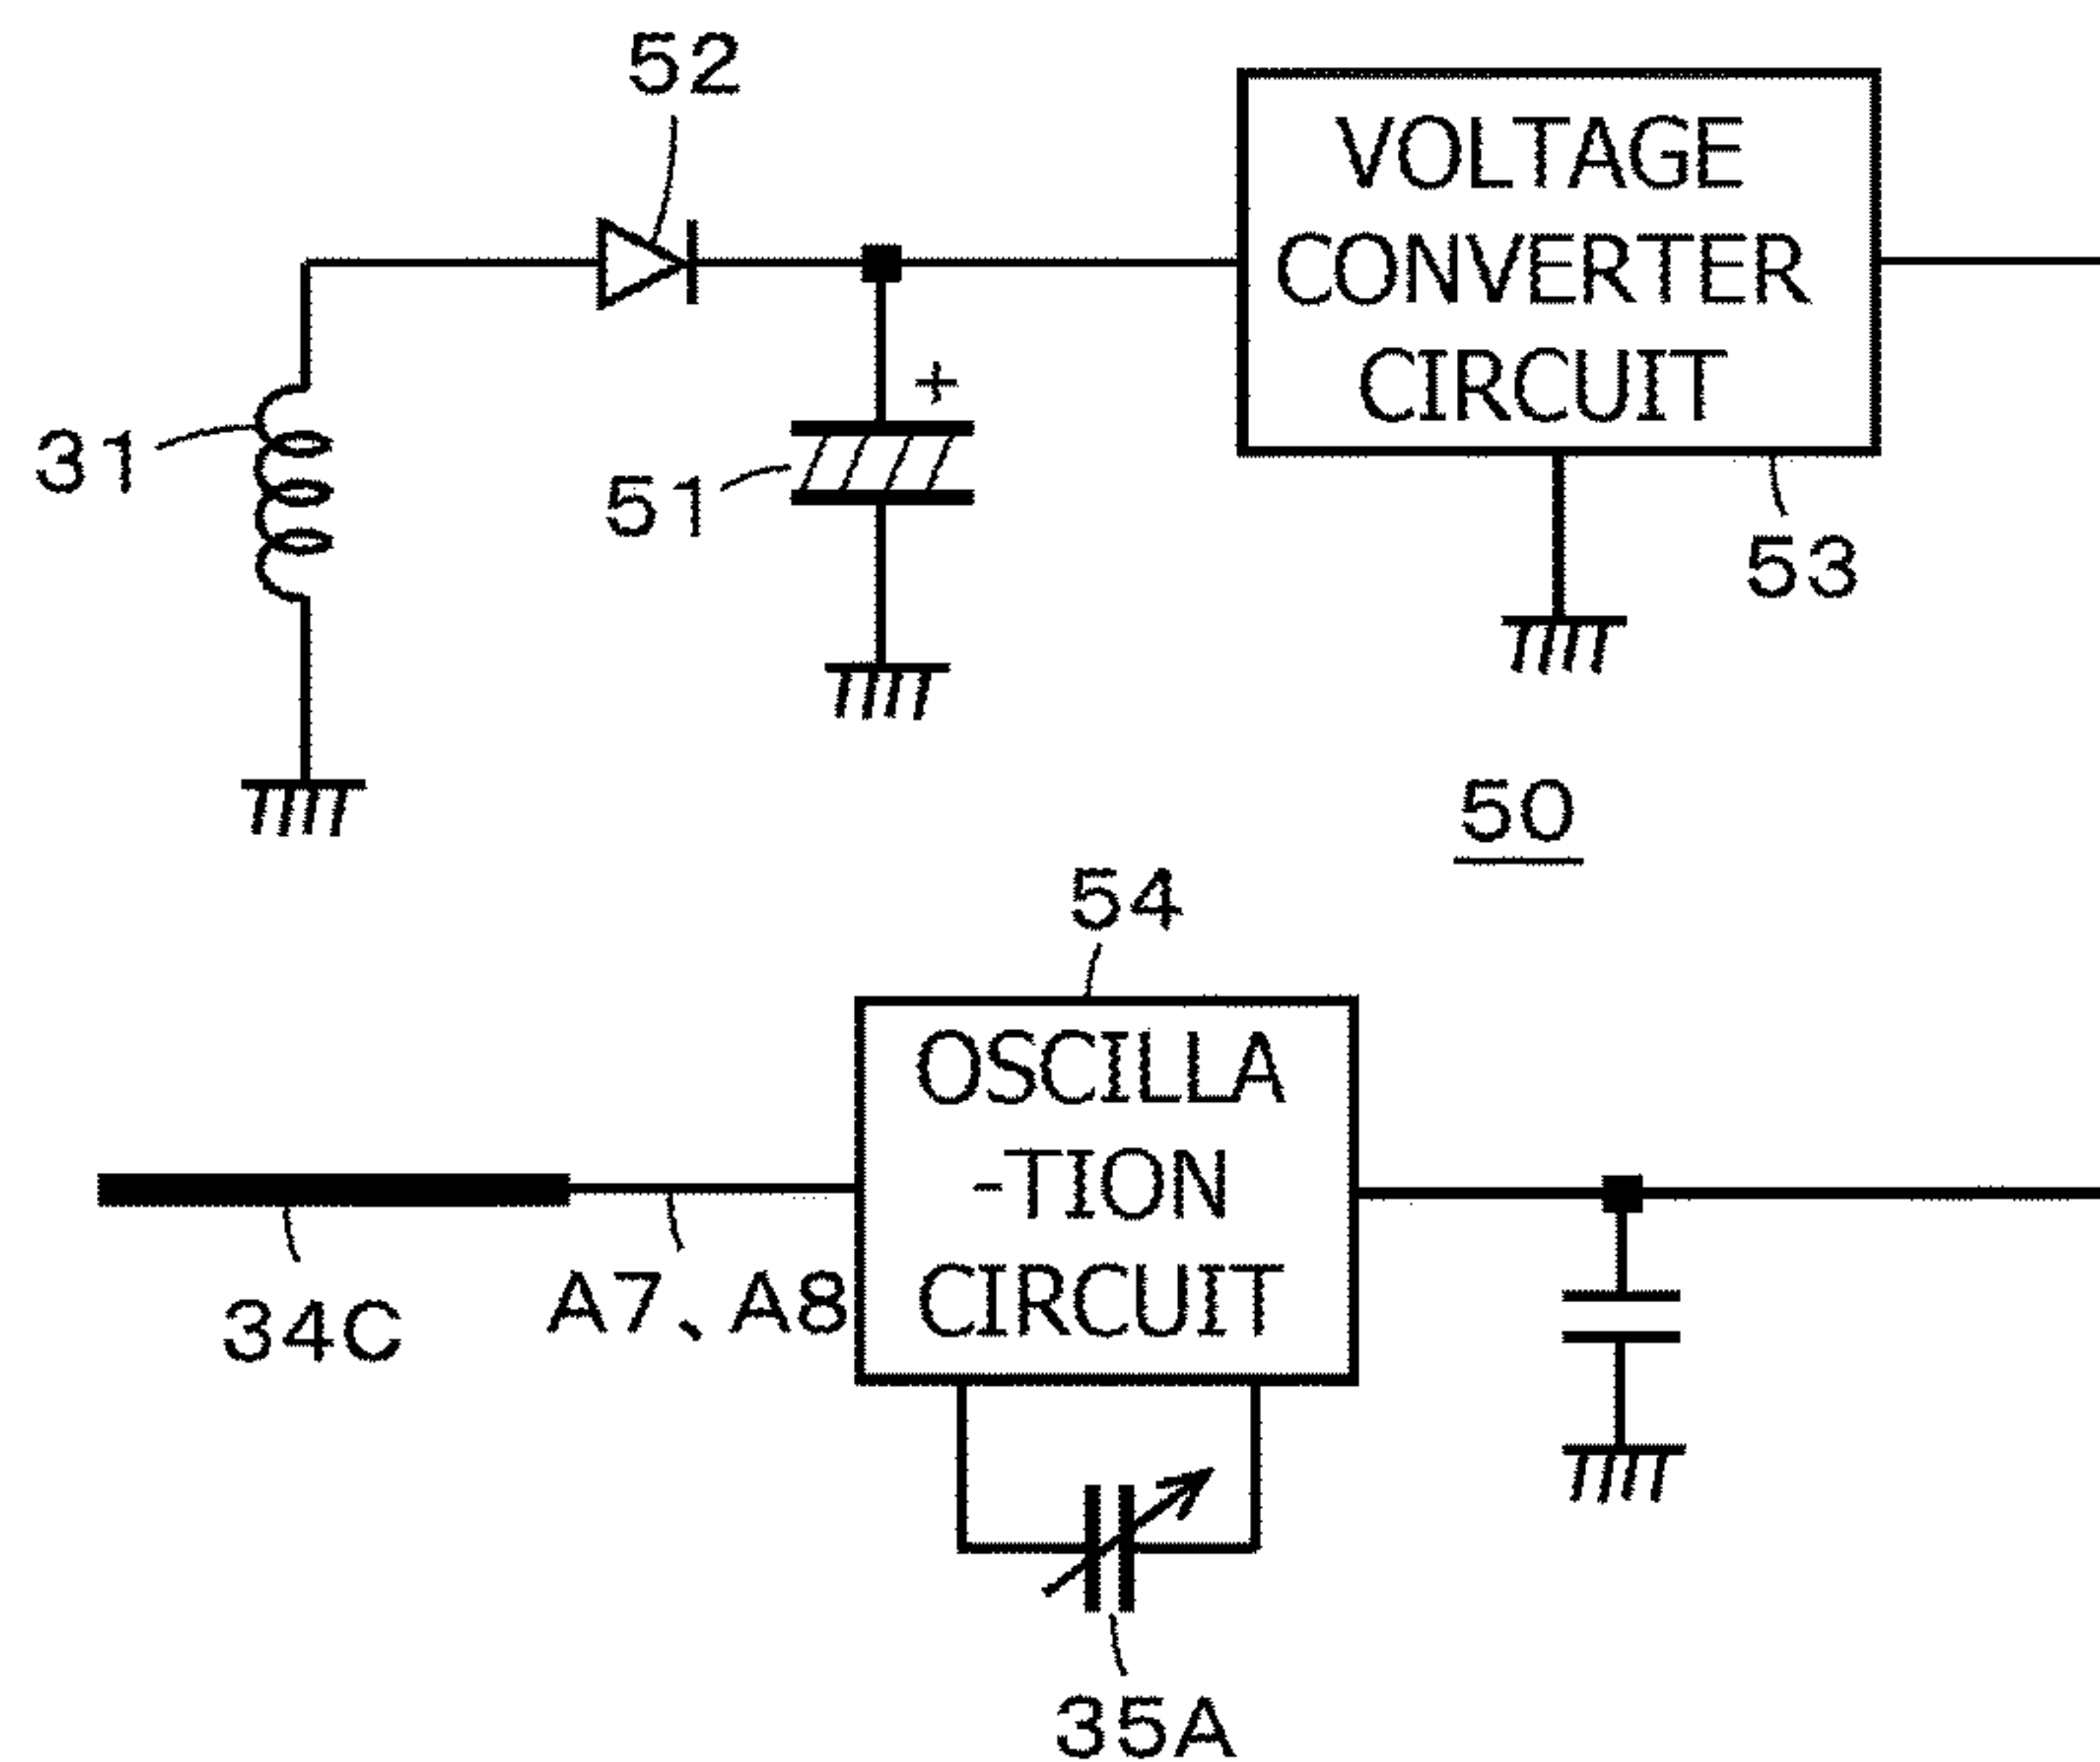 52
VOLTAGE
CONVERTER
CIRCUIT
+
31
51
53
50
54
OSCILLA
-TION
CIRCUIT
34C
A7、A8
35A